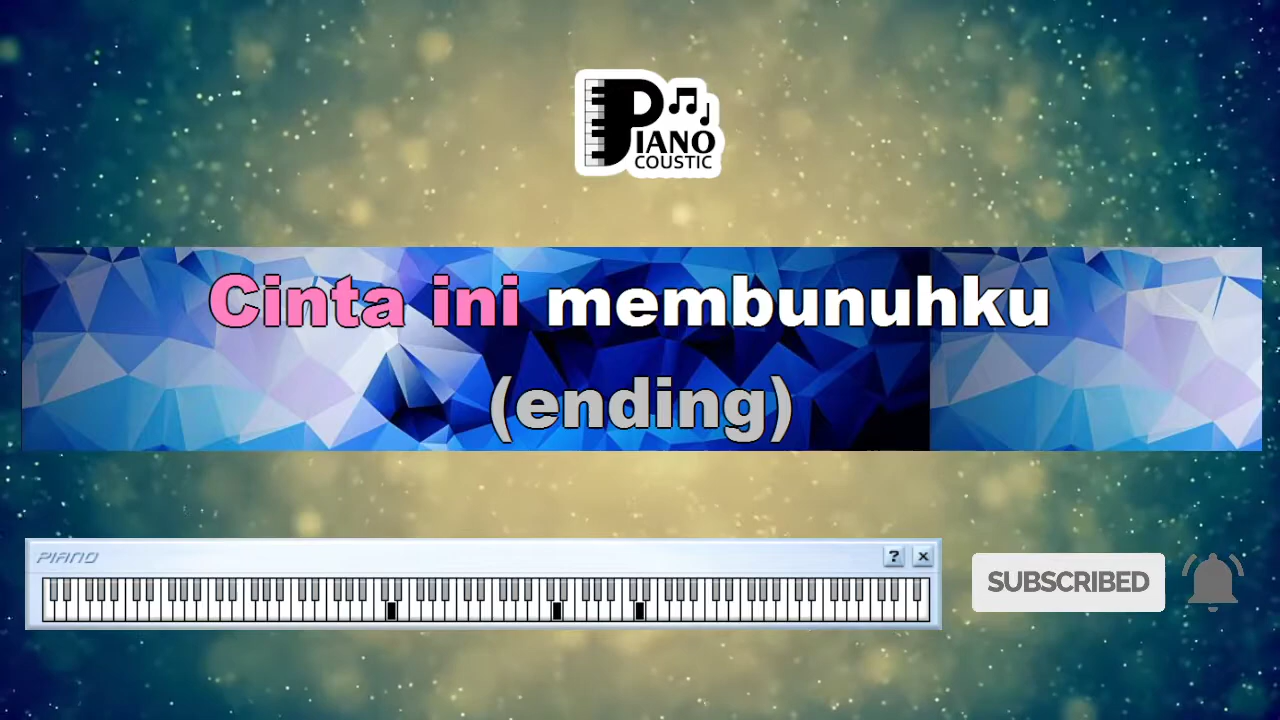 PIANO
COUSTIC
Cinta ini membunuhku
(ending)
PIANO
? ×
SUBSCRIBED